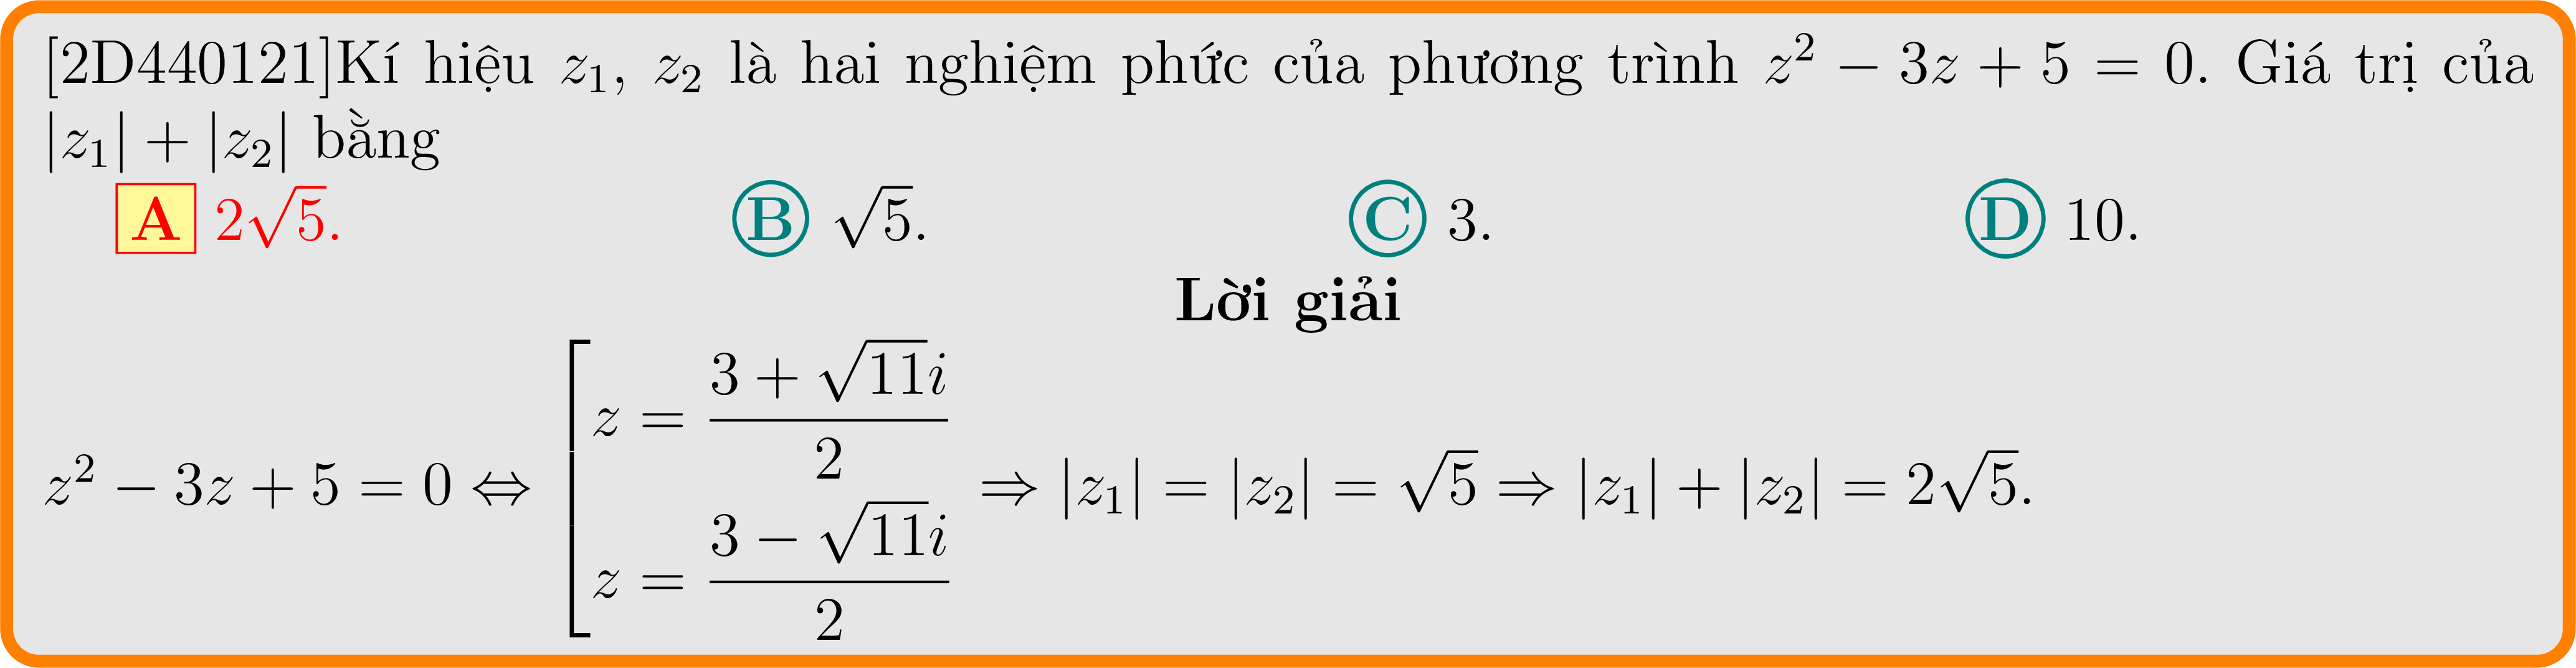 [2D440121]Kí hiệu $z_1$, $z_2$ là hai nghiệm phức của phương trình $z^2 - 3z + 5 = 0$. Giá trị của
$|z_1| + |z_2|$ bằng
A $2\sqrt{5}$. B $\sqrt{5}$. C 3. D 10.
Lời giải
$z^2 - 3z + 5 = 0 \Leftrightarrow \left[\begin{array}{l} z = \dfrac{3 + \sqrt{11}i}{2} \\ z = \dfrac{3 - \sqrt{11}i}{2} \end{array}\right. \Rightarrow |z_1| = |z_2| = \sqrt{5} \Rightarrow |z_1| + |z_2| = 2\sqrt{5}$.